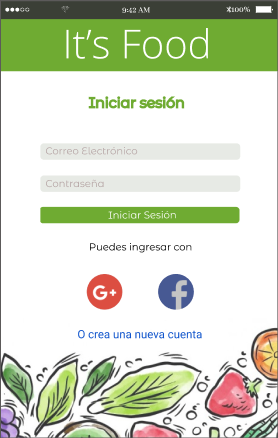 9:42 AM
100%
It's Food
Iniciar sesión
Correo Electrónico
Contraseña
Iniciar Sesión
Puedes ingresar con
G+ f
O crea una nueva cuenta